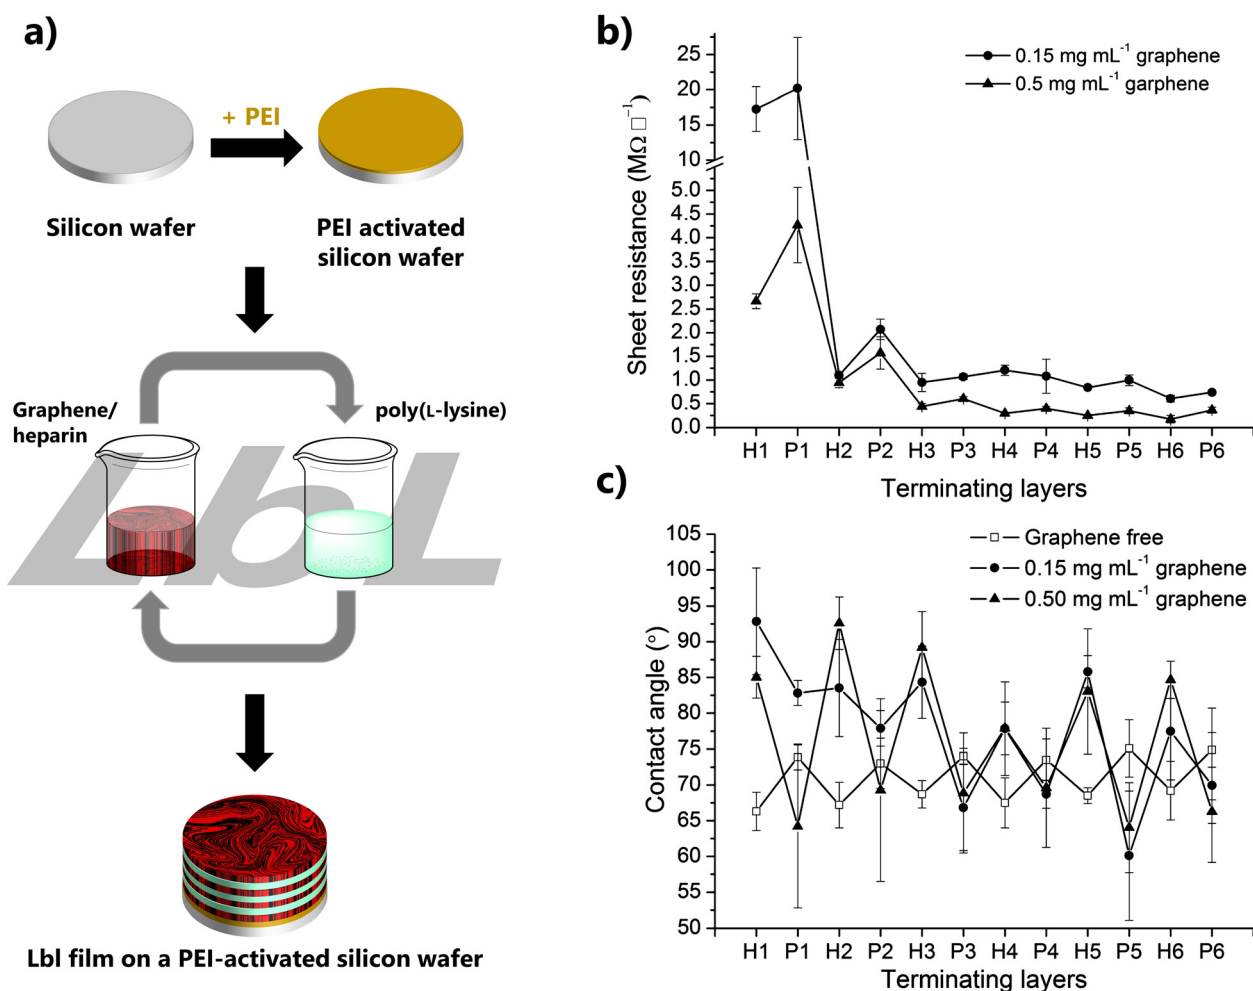 a)
+ PEI
Silicon wafer
PEI activated
silicon wafer
Graphene/
heparin
poly(L-lysine)
LbL
Lbl film on a PEI-activated silicon wafer
b)
Sheet resistance (MΩ □⁻¹)
25
20
15
10
5.0
4.5
4.0
3.5
3.0
2.5
2.0
1.5
1.0
0.5
0.0
0.15 mg mL⁻¹ graphene
0.5 mg mL⁻¹ garphene
H1 P1 H2 P2 H3 P3 H4 P4 H5 P5 H6 P6
Terminating layers
c)
Contact angle (°)
105
100
95
90
85
80
75
70
65
60
55
50
Graphene free
0.15 mg mL⁻¹ graphene
0.50 mg mL⁻¹ graphene
H1 P1 H2 P2 H3 P3 H4 P4 H5 P5 H6 P6
Terminating layers